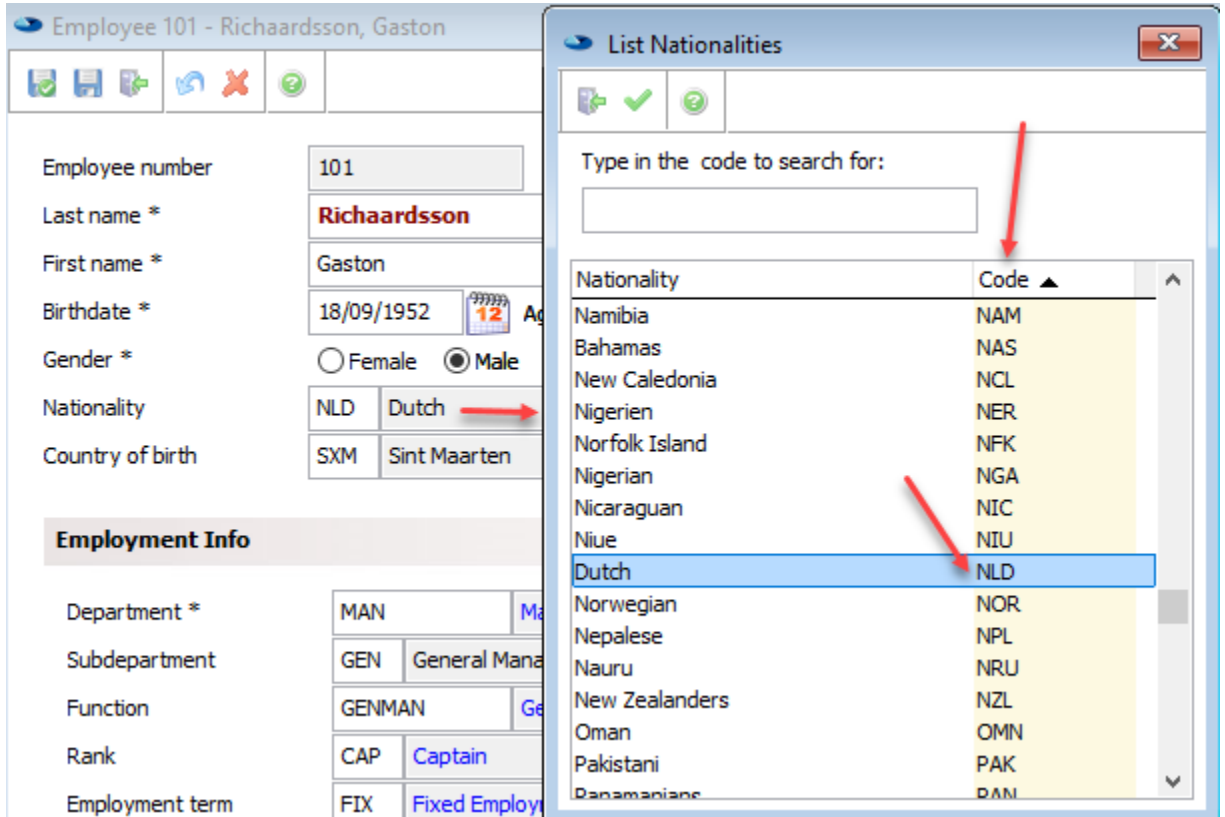 Employee 101 - Richaardsson, Gaston
Employee number 101
Last name * Richaardsson
First name * Gaston
Birthdate * 18/09/1952 12
Gender * Female Male
Nationality NLD Dutch
Country of birth SXM Sint Maarten
Employment Info
Department * MAN
Subdepartment GEN General
Function GENMAN
Rank CAP Captain
Employment term FIX Fixed
List Nationalities
Type in the code to search for:
Nationality Code
Namibia NAM
Bahamas NAS
New Caledonia NCL
Nigerien NER
Norfolk Island NFK
Nigerian NGA
Nicaraguan NIC
Niue NIU
Dutch NLD
Norwegian NOR
Nepalese NPL
Nauru NRU
New Zealanders NZL
Oman OMN
Pakistani PAK
Panamanians PAN